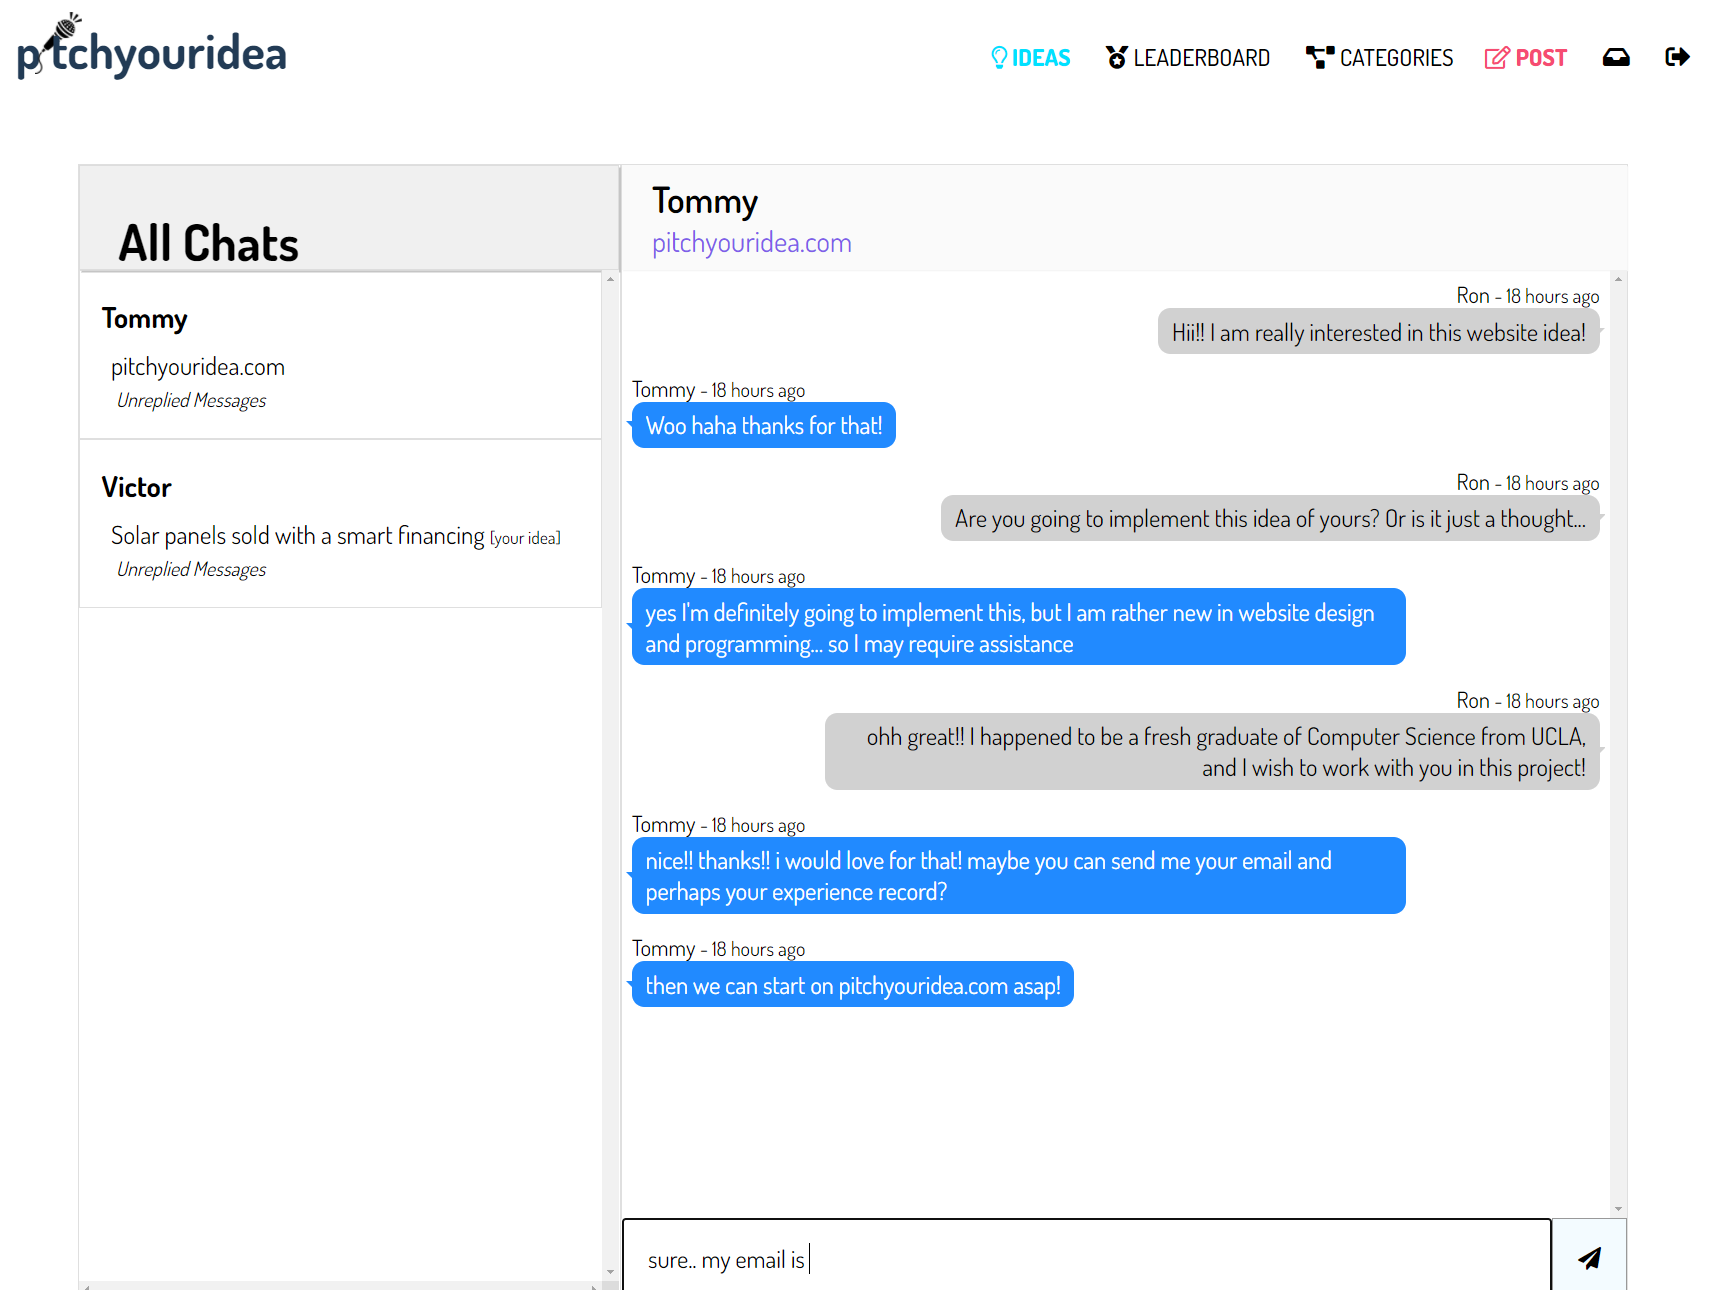 pitchyouridea
IDEAS
LEADERBOARD
CATEGORIES
POST
All Chats
Tommy
pitchyouridea.com
Unreplied Messages
Victor
Solar panels sold with a smart financing [your idea]
Unreplied Messages
Tommy
pitchyouridea.com
Ron - 18 hours ago
Hii!! I am really interested in this website idea!
Tommy - 18 hours ago
Woo haha thanks for that!
Ron - 18 hours ago
Are you going to implement this idea of yours? Or is it just a thought...
Tommy - 18 hours ago
yes I'm definitely going to implement this, but I am rather new in website design
and programming... so I may require assistance
Ron - 18 hours ago
ohh great!! I happened to be a fresh graduate of Computer Science from UCLA,
and I wish to work with you in this project!
Tommy - 18 hours ago
nice!! thanks!! i would love for that! maybe you can send me your email and
perhaps your experience record?
Tommy - 18 hours ago
then we can start on pitchyouridea.com asap!
sure.. my email is